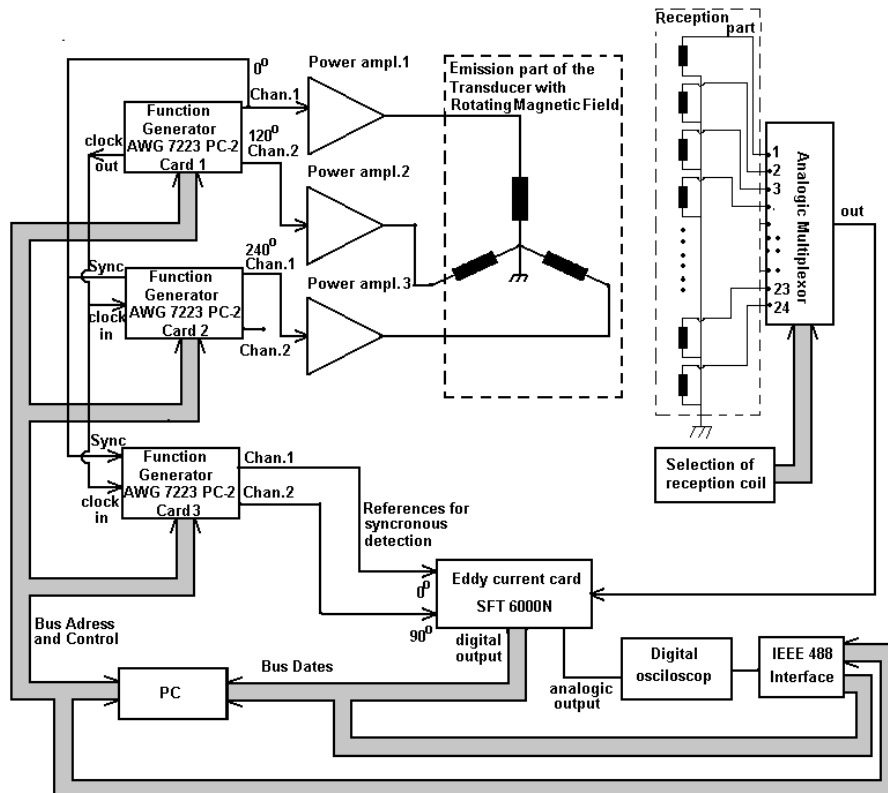 0°
Chan.1
Power ampl.1
Function
Generator
AWG 7223 PC-2
Card 1
clock
out
120°
Chan.2
Power ampl.2
Emission part of the
Transducer with
Rotating Magnetic Field
Reception
part
1
2
3
.
23
24
Analogic Multiplexor
out
Sync
Function
Generator
AWG 7223 PC-2
Card 2
clock
in
240°
Chan.1
Chan.2
Power ampl.3
Sync
Function
Generator
AWG 7223 PC-2
Card 3
clock
in
Chan.1
Chan.2
References for
syncronous
detection
Selection of
reception coil
0°
90°
Eddy current card
SFT 6000N
digital
output
analogic
output
Digital
osciloscop
IEEE 488
Interface
Bus Adress
and Control
Bus Dates
PC